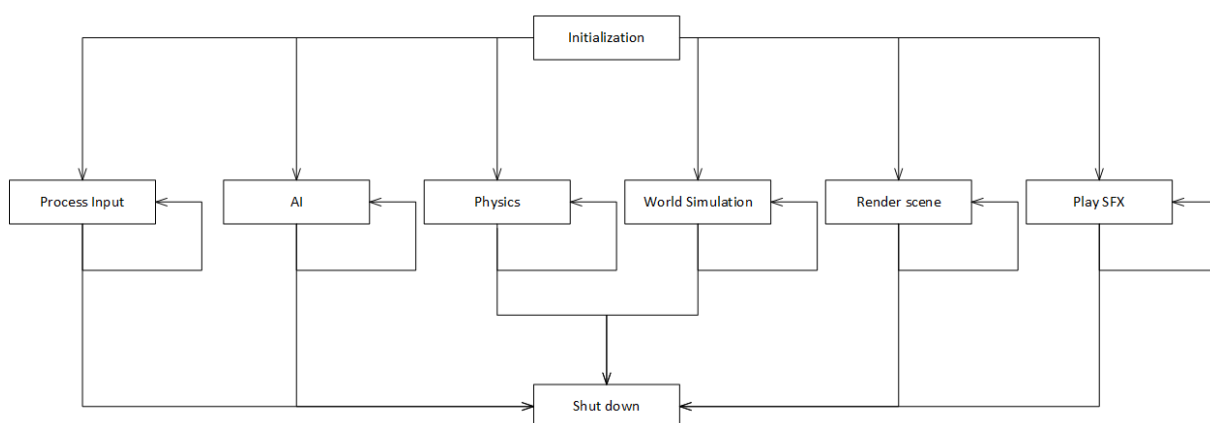 Initialization
Process Input
AI
Physics
World Simulation
Render scene
Play SFX
Shut down